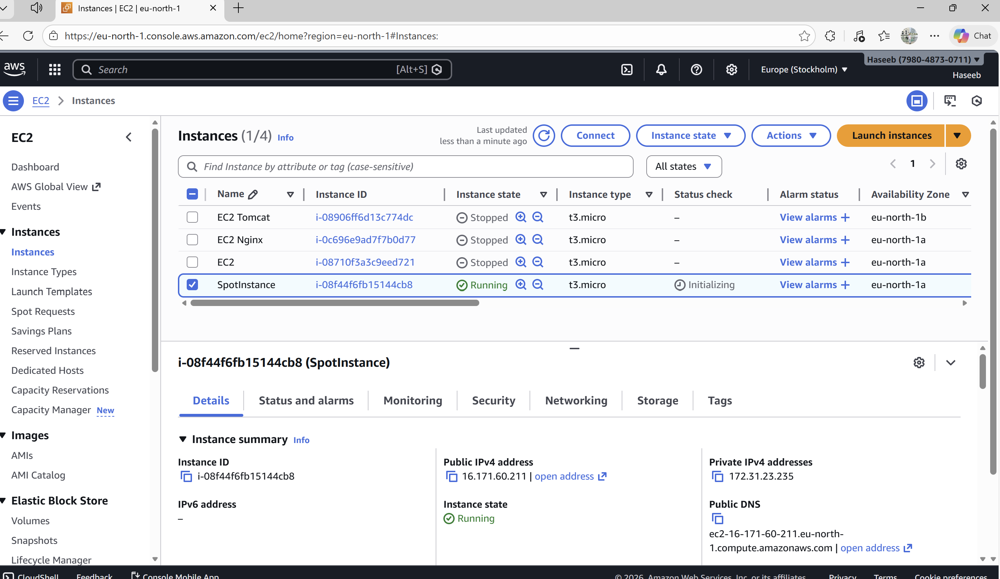 Instances | EC2 | eu-north-1
https://eu-north-1.console.aws.amazon.com/ec2/home?region=eu-north-1#Instances:
Chat
aws
Search
[Alt+S]
Europe (Stockholm)
Haseeb (7980-4873-0711)
Haseeb
EC2
Instances
EC2
Dashboard
AWS Global View
Events
Instances
Instances
Instance Types
Launch Templates
Spot Requests
Savings Plans
Reserved Instances
Dedicated Hosts
Capacity Reservations
Capacity Manager New
Images
AMIs
AMI Catalog
Elastic Block Store
Volumes
Snapshots
Lifecycle Manager
Instances (1/4) Info
Last updated
less than a minute ago
Connect
Instance state
Actions
Launch instances
Find Instance by attribute or tag (case-sensitive)
All states
1
Name Instance ID Instance state Instance type Status check Alarm status Availability Zone
EC2 Tomcat i-08906ff6d13c774dc Stopped t3.micro – View alarms + eu-north-1b
EC2 Nginx i-0c696e9ad7f7b0d77 Stopped t3.micro – View alarms + eu-north-1a
EC2 i-08710f3a3c9eed721 Stopped t3.micro – View alarms + eu-north-1a
SpotInstance i-08f44f6fb15144cb8 Running t3.micro Initializing View alarms + eu-north-1a
i-08f44f6fb15144cb8 (SpotInstance)
Details Status and alarms Monitoring Security Networking Storage Tags
Instance summary Info
Instance ID
i-08f44f6fb15144cb8
IPv6 address
–
Public IPv4 address
16.171.60.211 | open address
Instance state
Running
Private IPv4 addresses
172.31.23.235
Public DNS
ec2-16-171-60-211.eu-north-
1.compute.amazonaws.com | open address
CloudShell Feedback Console Mobile App
© 2026, Amazon Web Services, Inc. or its affiliates. Privacy Terms Cookie preferences